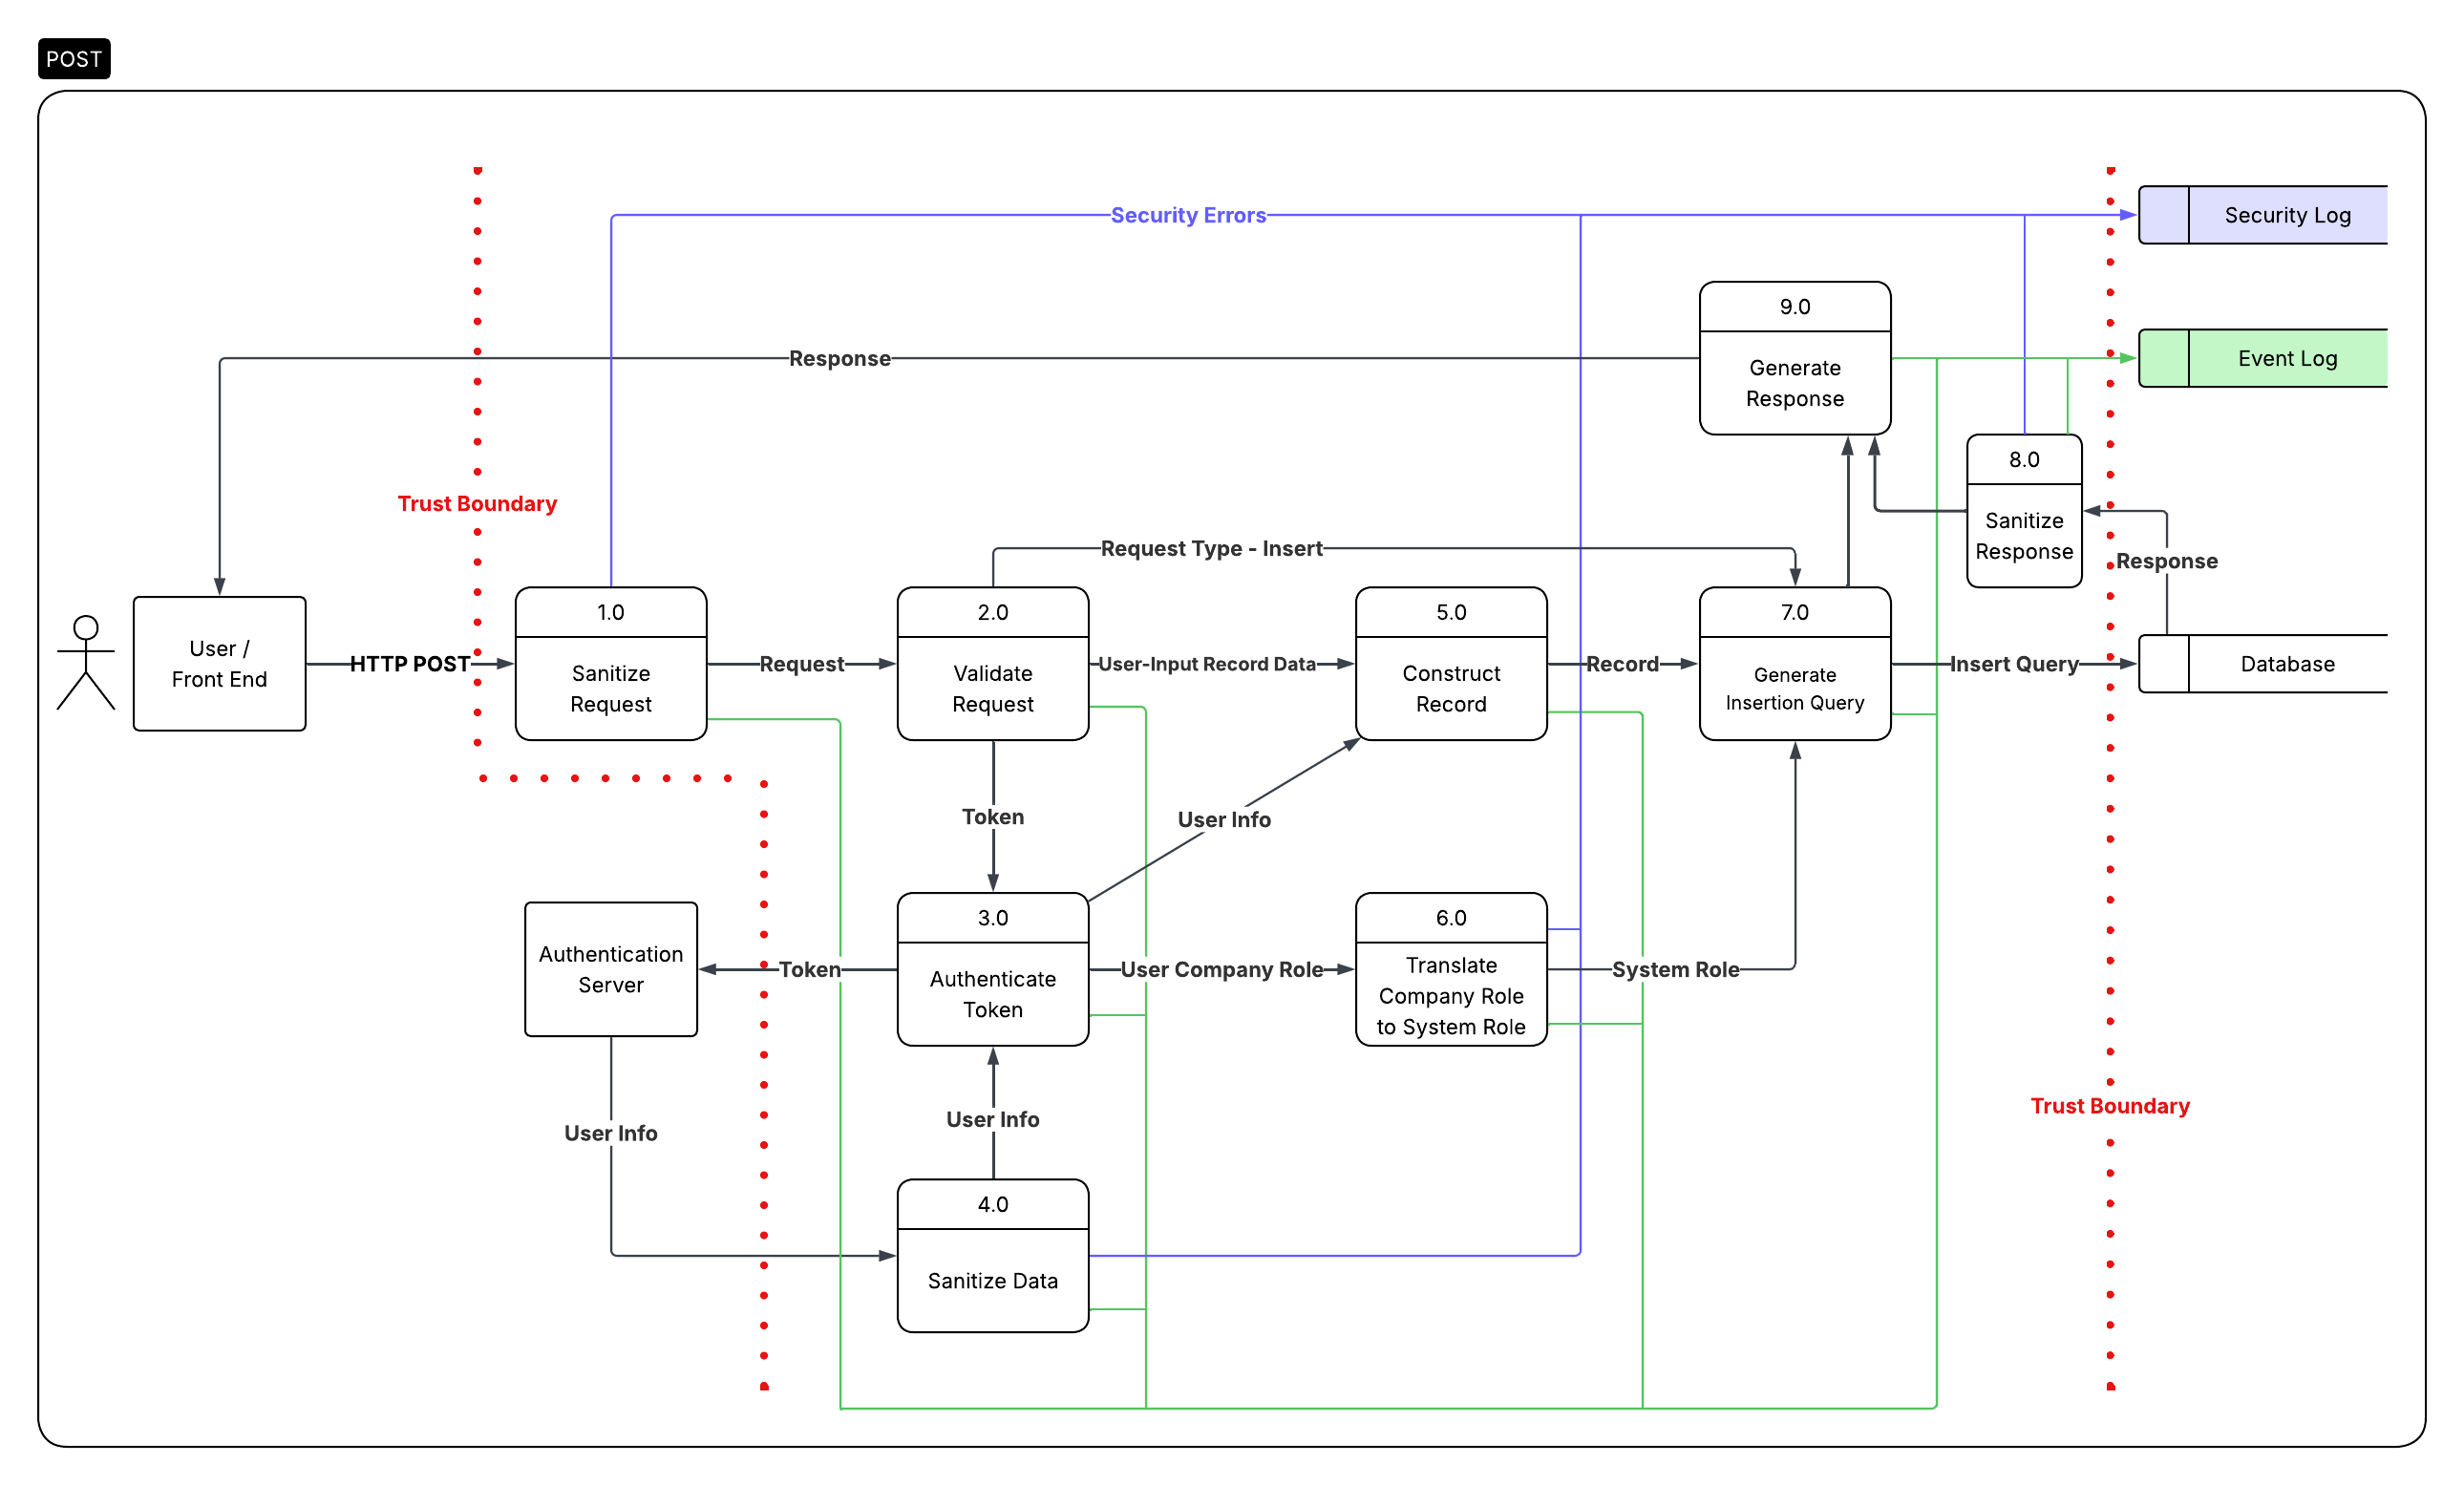 POST
Security Errors
Security Log
9.0
Generate
Response
Response
Event Log
8.0
Sanitize
Response
Trust Boundary
Request Type - Insert
Response
User /
Front End
HTTP POST
1.0
Sanitize
Request
Request
2.0
Validate
Request
User-Input Record Data
5.0
Construct
Record
Record
7.0
Generate
Insertion Query
Insert Query
Database
Token
User Info
Authentication
Server
Token
3.0
Authenticate
Token
User Company Role
6.0
Translate
Company Role
to System Role
System Role
User Info
User Info
Trust Boundary
4.0
Sanitize Data